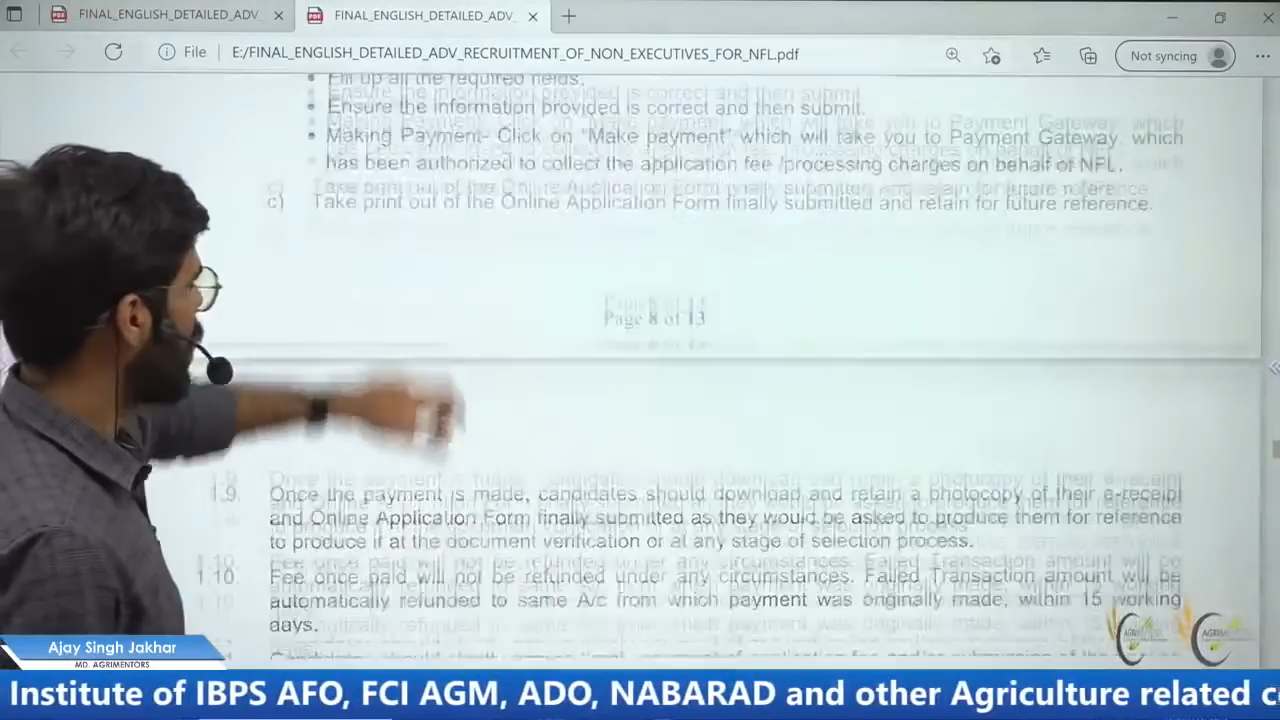 FINAL_ENGLISH_DETAILED_ADV_
FINAL_ENGLISH_DETAILED_ADV_
File
E:/FINAL_ENGLISH_DETAILED_ADV_RECRUITMENT_OF_NON_EXECUTIVES_FOR_NFL.pdf
Not syncing
• Fill up all the required fields.
• Ensure the information provided is correct and then submit.
• Making Payment- Click on "Make payment" which will take you to Payment Gateway, which
has been authorized to collect the application fee /processing charges on behalf of NFL.
c) Take print out of the Online Application Form finally submitted and retain for future reference.
Page 8 of 13
1.9. Once the payment is made, candidates should download and retain a photocopy of their e-receipt
and Online Application Form finally submitted as they would be asked to produce them for reference
to produce it at the document verification or at any stage of selection process.
1.10. Fee once paid will not be refunded under any circumstances. Failed Transaction amount will be
automatically refunded to same A/c from which payment was originally made, within 15 working
days.
Ajay Singh Jakhar
MD. AGRIMENTORS
Institute of IBPS AFO, FCI AGM, ADO, NABARAD and other Agriculture related c